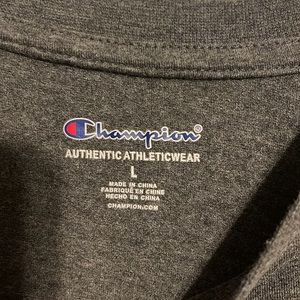 Champion®
AUTHENTIC ATHLETICWEAR
L
MADE IN CHINA
FABRIQUÉ EN CHINE
HECHO EN CHINA
CHAMPION.COM